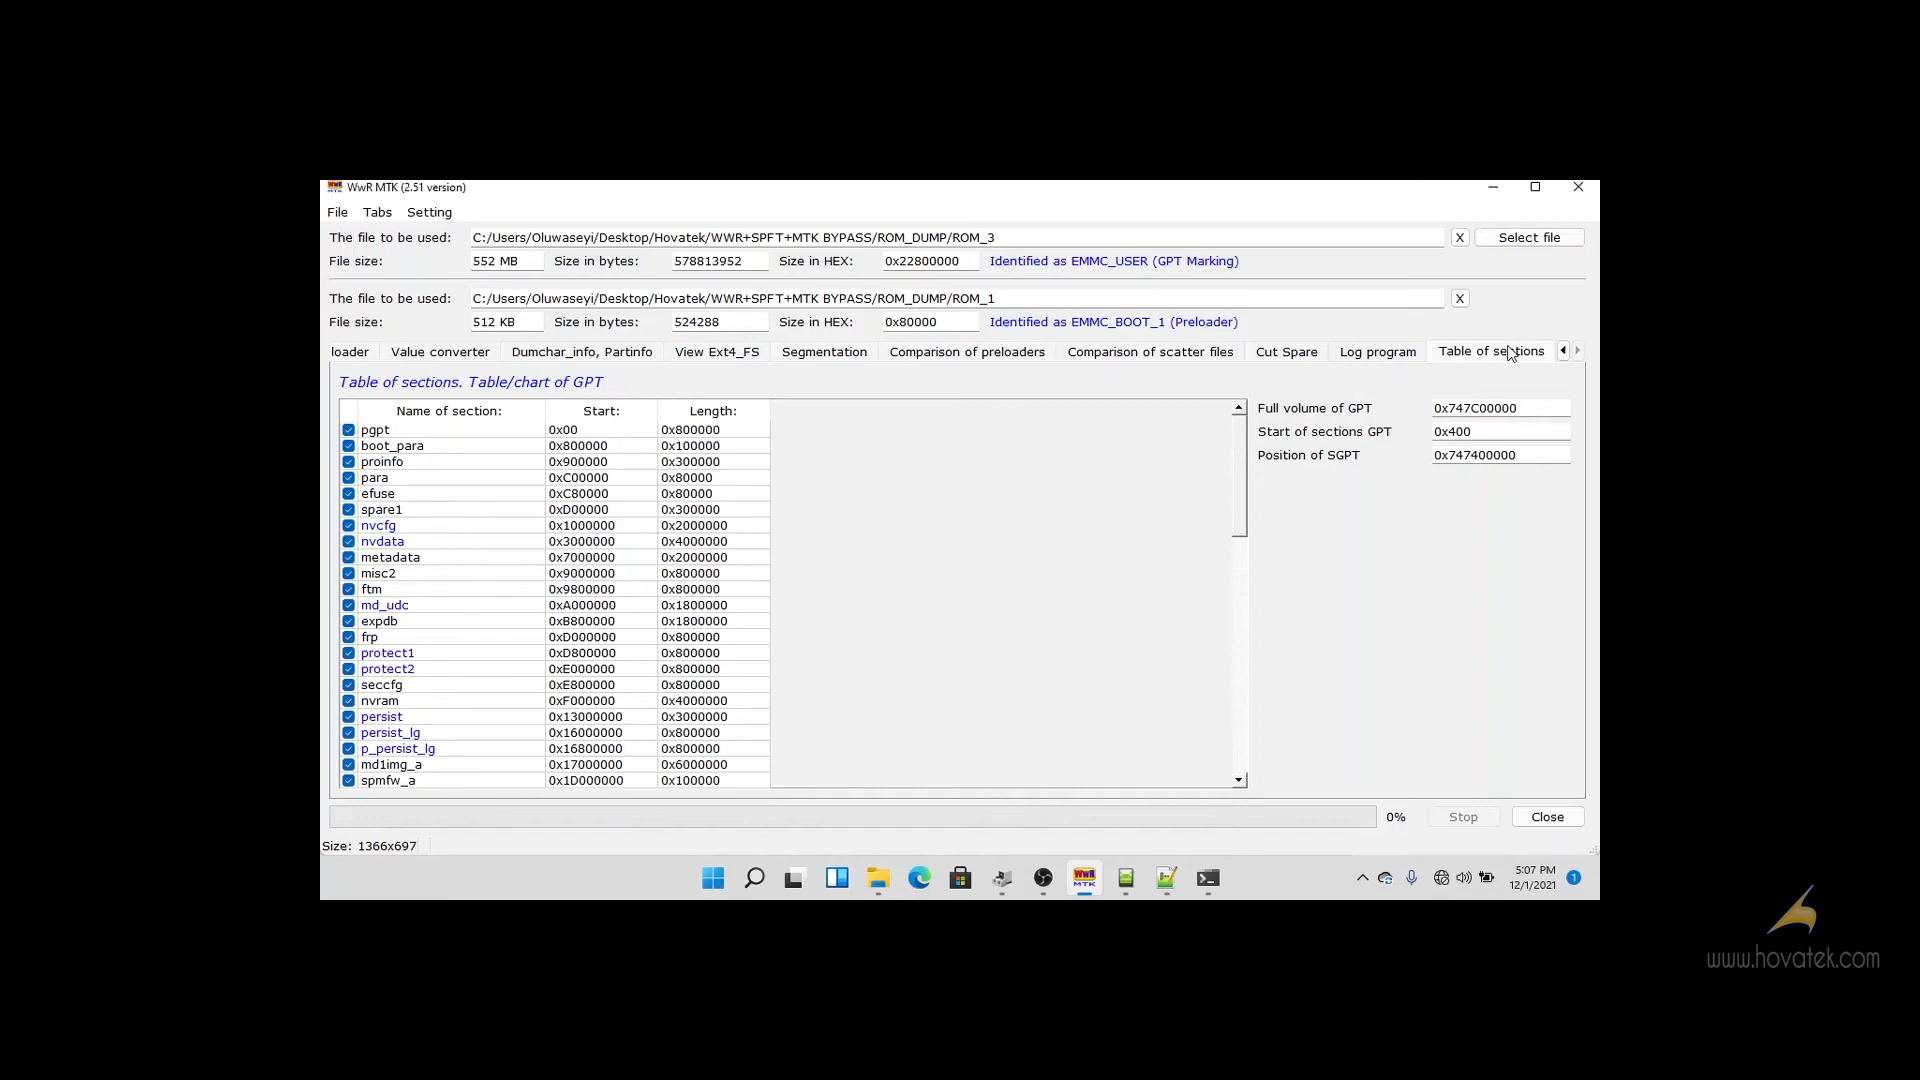 WwR MTK (2.51 version)
File Tabs Setting
The file to be used: C:/Users/Oluwaseyi/Desktop/Hovatek/WWR+SPFT+MTK BYPASS/ROM_DUMP/ROM_3 X Select file
File size: 552 MB Size in bytes: 578813952 Size in HEX: 0x22800000 Identified as EMMC_USER (GPT Marking)
The file to be used: C:/Users/Oluwaseyi/Desktop/Hovatek/WWR+SPFT+MTK BYPASS/ROM_DUMP/ROM_1 X
File size: 512 KB Size in bytes: 524288 Size in HEX: 0x80000 Identified as EMMC_BOOT_1 (Preloader)
loader Value converter Dumchar_info, Partinfo View Ext4_FS Segmentation Comparison of preloaders Comparison of scatter files Cut Spare Log program Table of sections
Table of sections. Table/chart of GPT
Name of section: Start: Length:
pgpt 0x00 0x800000
boot_para 0x800000 0x100000
proinfo 0x900000 0x300000
para 0xC00000 0x80000
efuse 0xC80000 0x80000
spare1 0xD00000 0x300000
nvcfg 0x1000000 0x2000000
nvdata 0x3000000 0x4000000
metadata 0x7000000 0x2000000
misc2 0x9000000 0x800000
ftm 0x9800000 0x800000
md_udc 0xA000000 0x1800000
expdb 0xB800000 0x1800000
frp 0xD000000 0x800000
protect1 0xD800000 0x800000
protect2 0xE000000 0x800000
seccfg 0xE800000 0x800000
nvram 0xF000000 0x4000000
persist 0x13000000 0x3000000
persist_lg 0x16000000 0x800000
p_persist_lg 0x16800000 0x800000
md1img_a 0x17000000 0x6000000
spmfw_a 0x1D000000 0x100000
Full volume of GPT 0x747C00000
Start of sections GPT 0x400
Position of SGPT 0x747400000
0% Stop Close
Size: 1366x697
WwR
MTK
5:07 PM
12/1/2021
1
www.hovatek.com